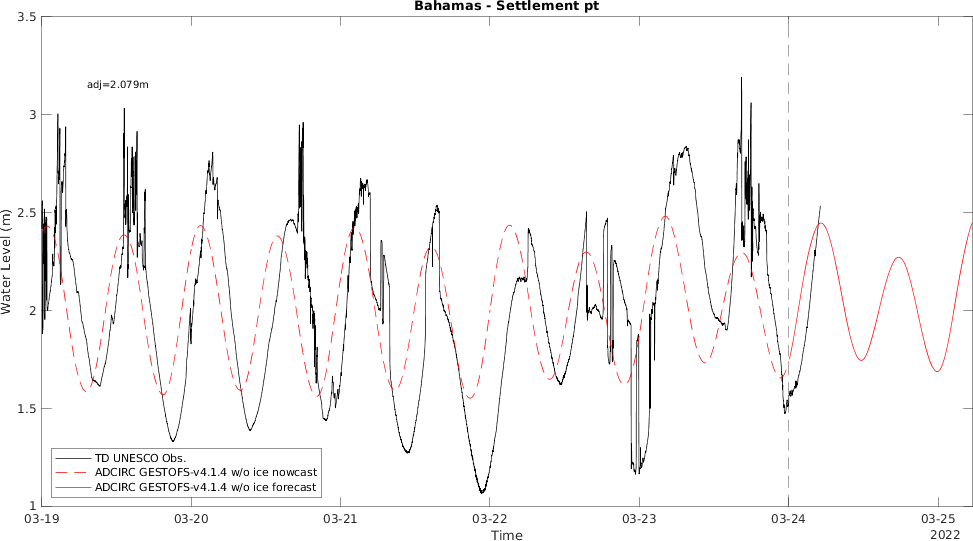 Bahamas - Settlement pt
3.5
adj=2.079m
3
2.5
Water Level (m)
2
1.5
TD UNESCO Obs.
ADCIRC GESTOFS-v4.1.4 w/o ice nowcast
ADCIRC GESTOFS-v4.1.4 w/o ice forecast
1
03-19 03-20 03-21 03-22 03-23 03-24 03-25
Time 2022